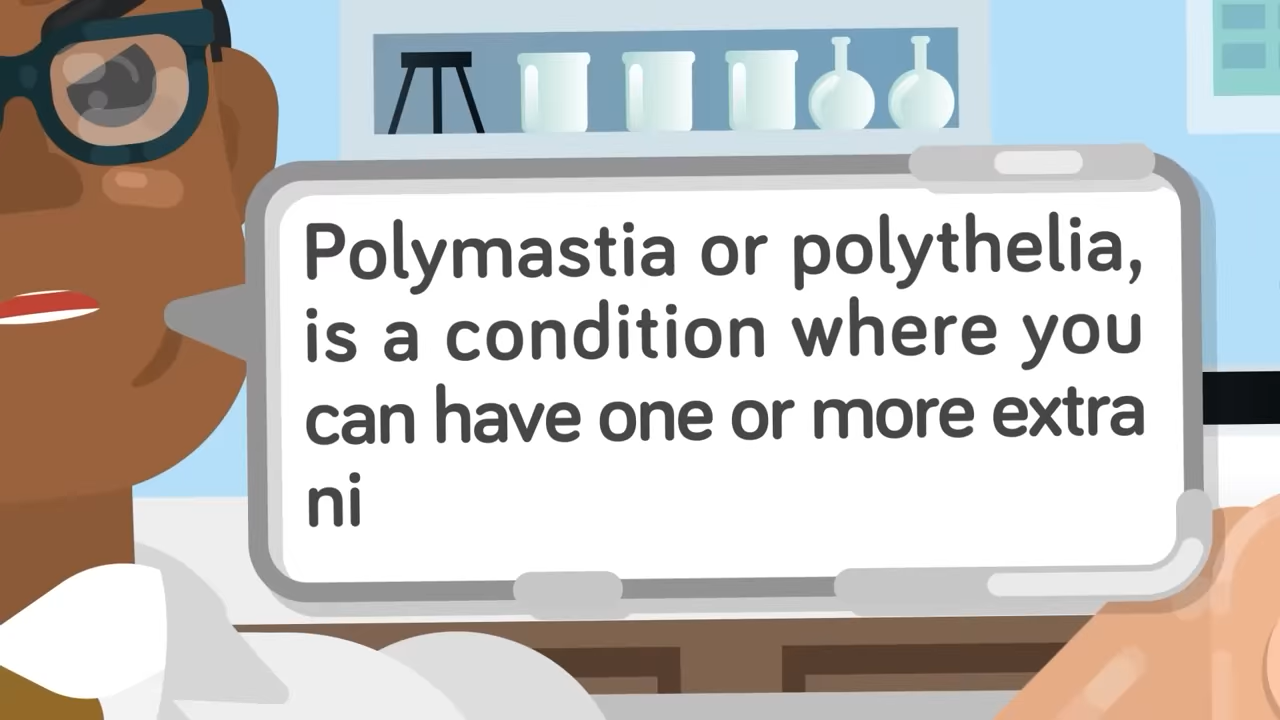 Polymastia or polythelia,
is a condition where you
can have one or more extra
ni